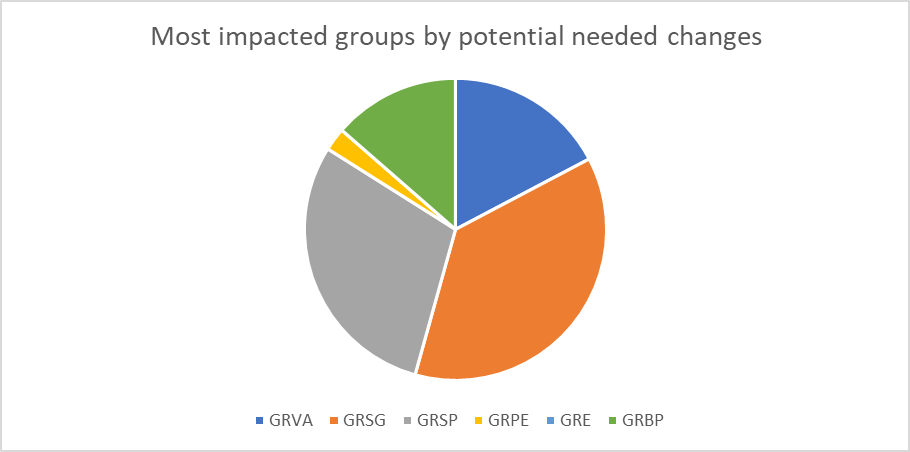 Most impacted groups by potential needed changes
GRVA GRSG GRSP GRPE GRE GRBP